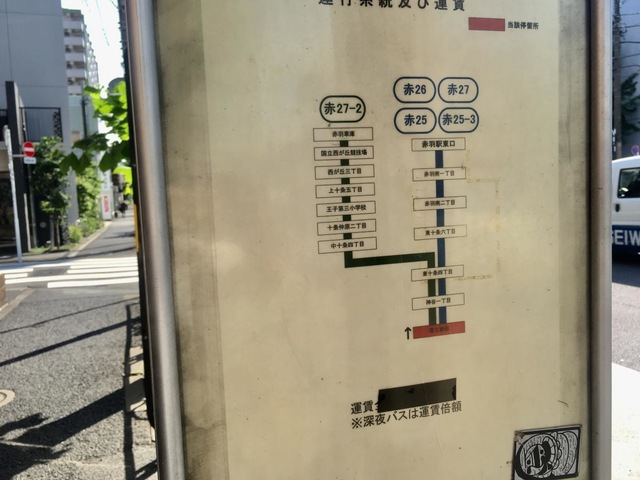 運行系統及び運賃
当該停留所
赤27-2
赤26
赤27
赤25
赤25-3
赤羽車庫
国立西が丘競技場
西が丘三丁目
上十条五丁目
王子第三小学校
十条仲原二丁目
中十条四丁目
赤羽駅東口
赤羽南一丁目
赤羽南二丁目
東十条六丁目
東十条四丁目
神谷一丁目
↑
運賃
※深夜バスは運賃倍額
SEIW